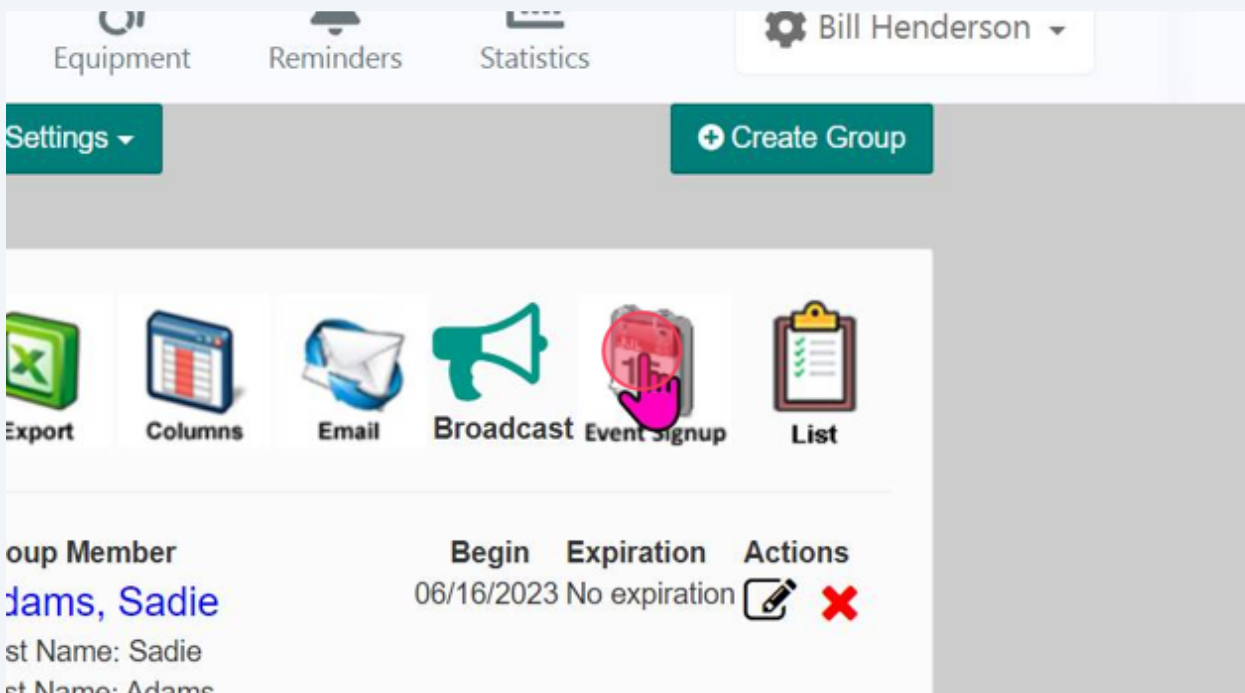 Equipment Reminders Statistics Bill Henderson
Settings Create Group
Export Columns Email Broadcast Event Signup List
oup Member Begin Expiration Actions
dams, Sadie 06/16/2023 No expiration
st Name: Sadie
st Name: Adams